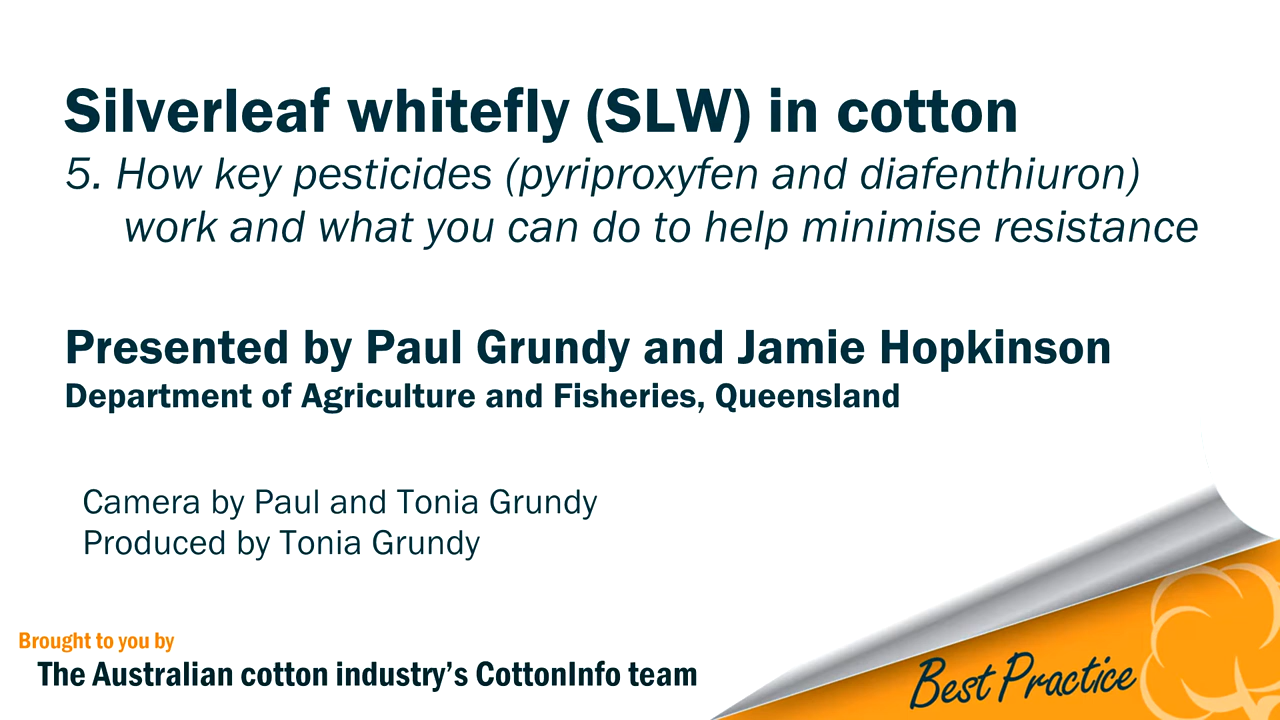 Silverleaf whitefly (SLW) in cotton
5. How key pesticides (pyriproxyfen and diafenthiuron)
work and what you can do to help minimise resistance
Presented by Paul Grundy and Jamie Hopkinson
Department of Agriculture and Fisheries, Queensland
Camera by Paul and Tonia Grundy
Produced by Tonia Grundy
Brought to you by
The Australian cotton industry’s CottonInfo team
Best Practice